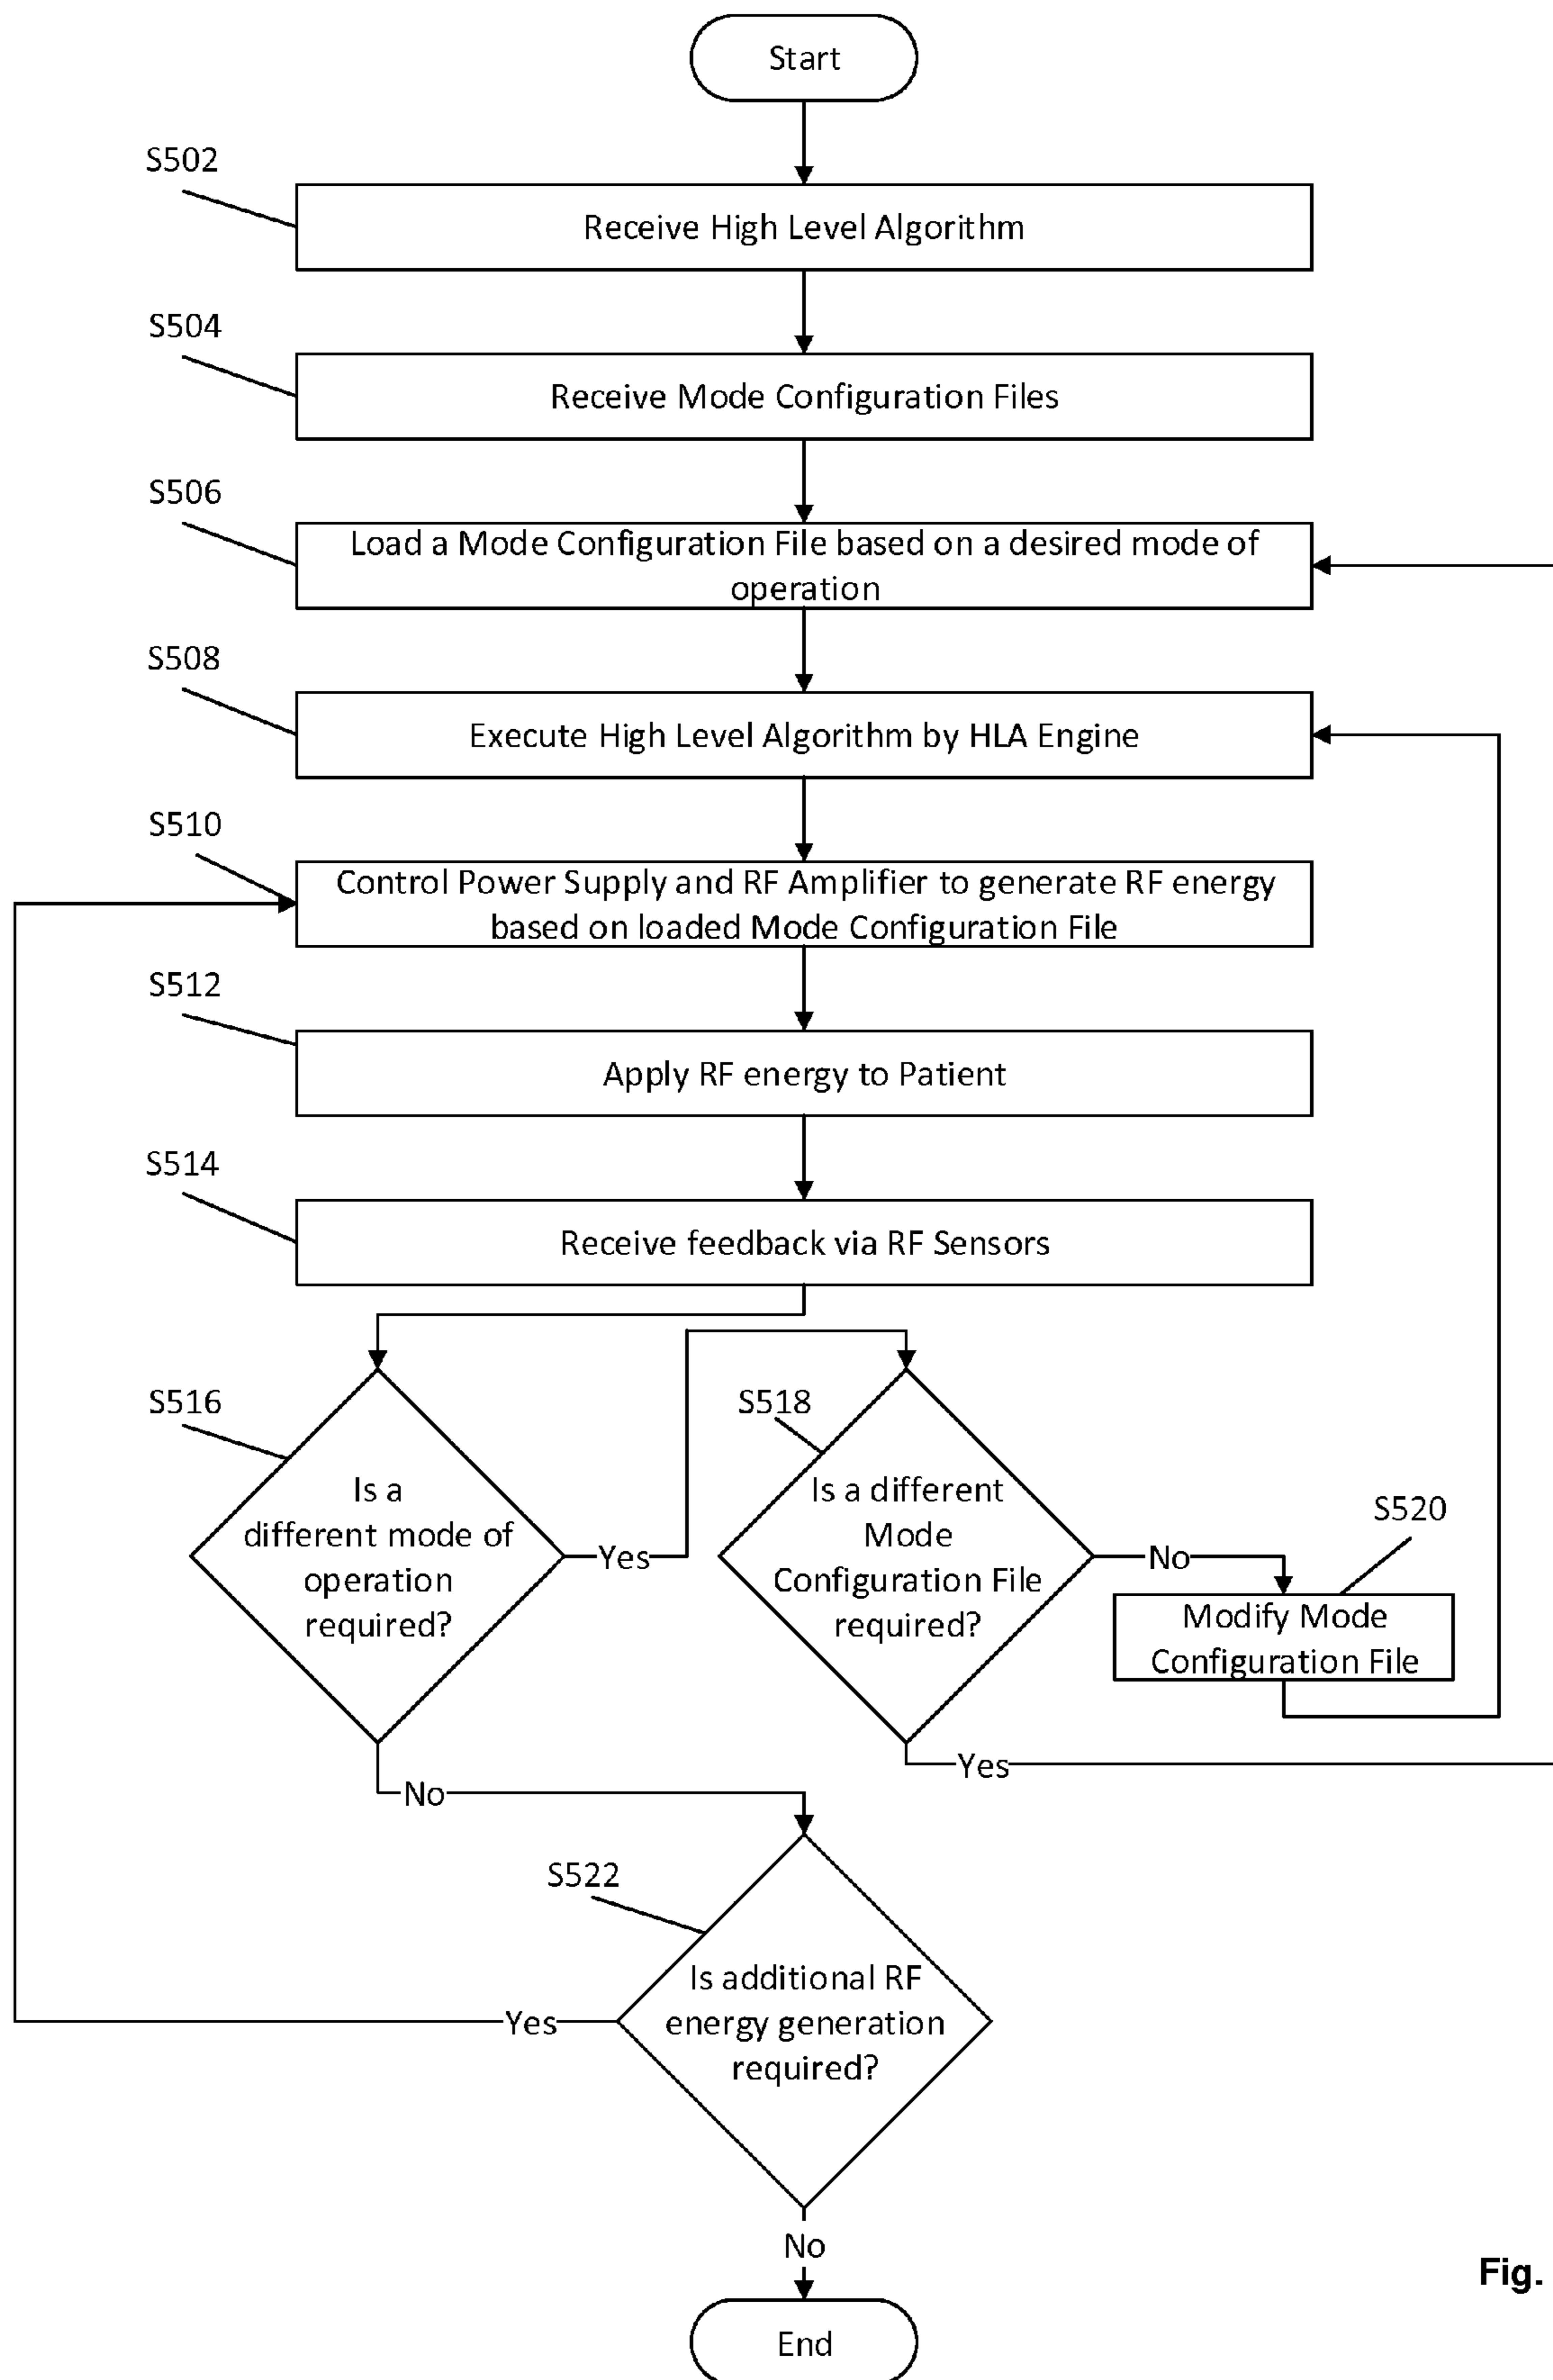 Start
S502
Receive High Level Algorithm
S504
Receive Mode Configuration Files
S506
Load a Mode Configuration File based on a desired mode of
operation
S508
Execute High Level Algorithm by HLA Engine
S510
Control Power Supply and RF Amplifier to generate RF energy
based on loaded Mode Configuration File
S512
Apply RF energy to Patient
S514
Receive feedback via RF Sensors
S516
Is a
different mode of
operation
required?
Yes
S518
Is a different
Mode
Configuration File
required?
No
S520
Modify Mode
Configuration File
Yes
No
S522
Is additional RF
energy generation
required?
Yes
No
End
Fig.